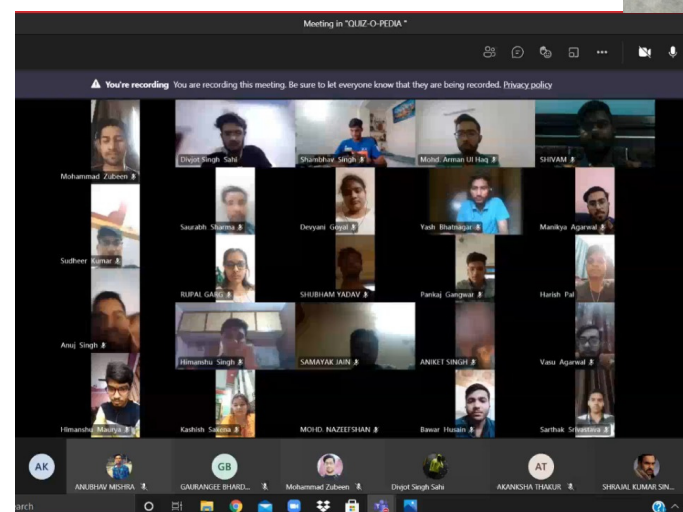 Meeting in "QUIZ-O-PEDIA "
You're recording You are recording this meeting. Be sure to let everyone know that they are being recorded. Privacy policy
Mohammad Zubeen
Divjot Singh Sahi
Shambhav Singh
Mohd. Arman Ul Haq
SHIVAM
Sudheer Kumar
Saurabh Sharma
Devyani Goyal
Yash Bhatnagar
Manikya Agarwal
Anuj Singh
RUPAL GARG
SHUBHAM YADAV
Pankaj Gangwar
Harish Pal
Himanshu Singh
SAMAYAK JAIN
ANIKET SINGH
Vasu Agarwal
Himanshu Maurya
Kashish Saxena
MOHD. NAZEEFSHAN
Bawar Husain
Sarthak Srivastava
AK
GB
AT
ANUBHAV MISHRA
GAURANGEE BHARD...
Mohammad Zubeen
Divjot Singh Sahi
AKANKSHA THAKUR
SHRAJAL KUMAR SIN...
arch